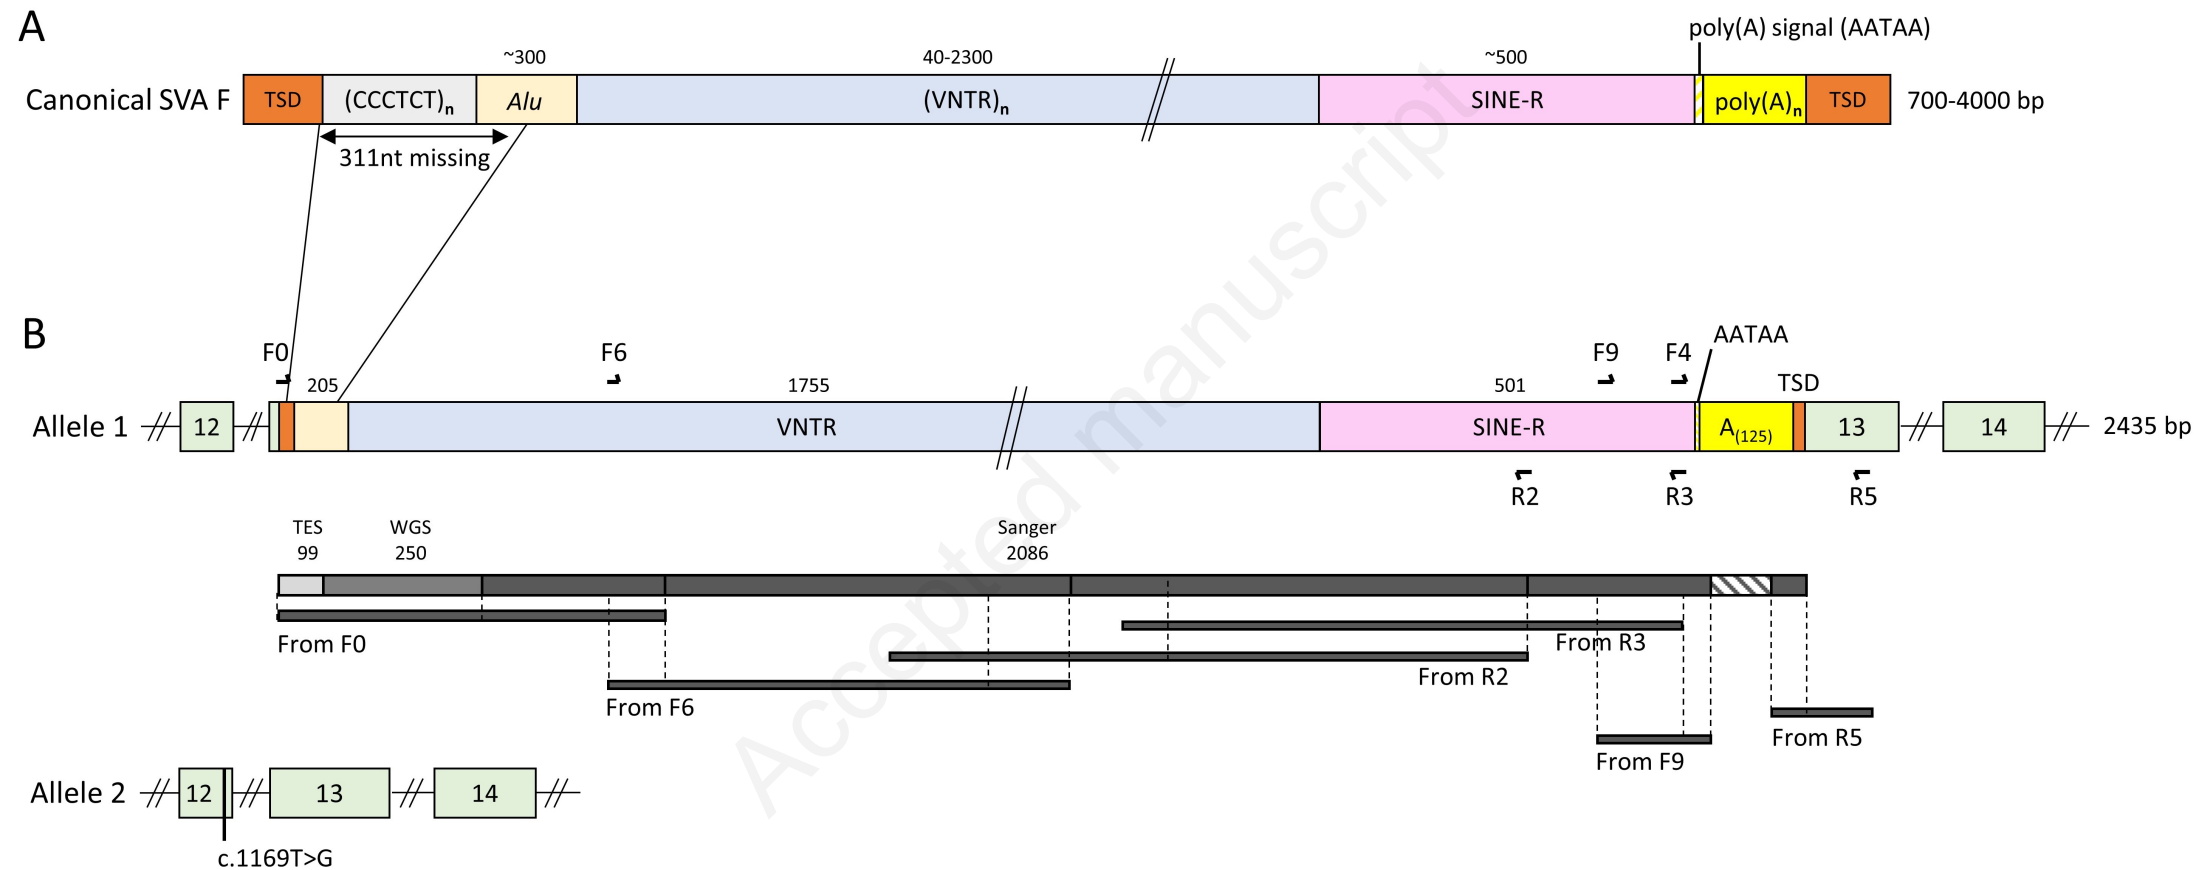 A
poly(A) signal (AATAA)
~300
40-2300
~500
Canonical SVA F
TSD
(CCCTCT)n
Alu
(VNTR)n
SINE-R
poly(A)n
TSD
700-4000 bp
311nt missing
B
AATAA
F0
F6
F9
F4
205
1755
501
TSD
Allele 1
12
VNTR
SINE-R
A(125)
13
14
2435 bp
R2
R3
R5
TES
99
WGS
250
Sanger
2086
From F0
From R3
From R2
From F6
From R5
From F9
Allele 2
12
13
14
c.1169T>G
Accepted manuscript